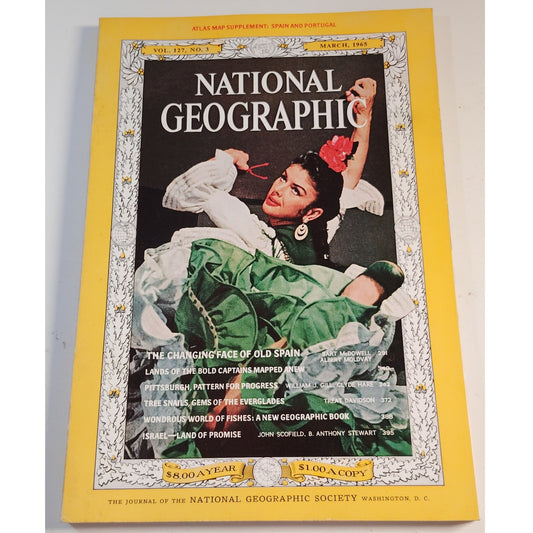 ATLAS MAP SUPPLEMENT: SPAIN AND PORTUGAL
VOL. 127, NO. 3 MARCH, 1965
NATIONAL
GEOGRAPHIC
THE CHANGING FACE OF OLD SPAIN BART McDOWELL 291
ALBERT MOLDVAY
LANDS OF THE BOLD CAPTAINS MAPPED ANEW
PITTSBURGH, PATTERN FOR PROGRESS WILLIAM J. GILL, CLYDE HARE 342
TREE SNAILS, GEMS OF THE EVERGLADES TREAT DAVIDSON 372
WONDROUS WORLD OF FISHES: A NEW GEOGRAPHIC BOOK 388
ISRAEL—LAND OF PROMISE JOHN SCOFIELD, B. ANTHONY STEWART 395
$8.00 A YEAR $1.00 A COPY
THE JOURNAL OF THE NATIONAL GEOGRAPHIC SOCIETY WASHINGTON, D. C.